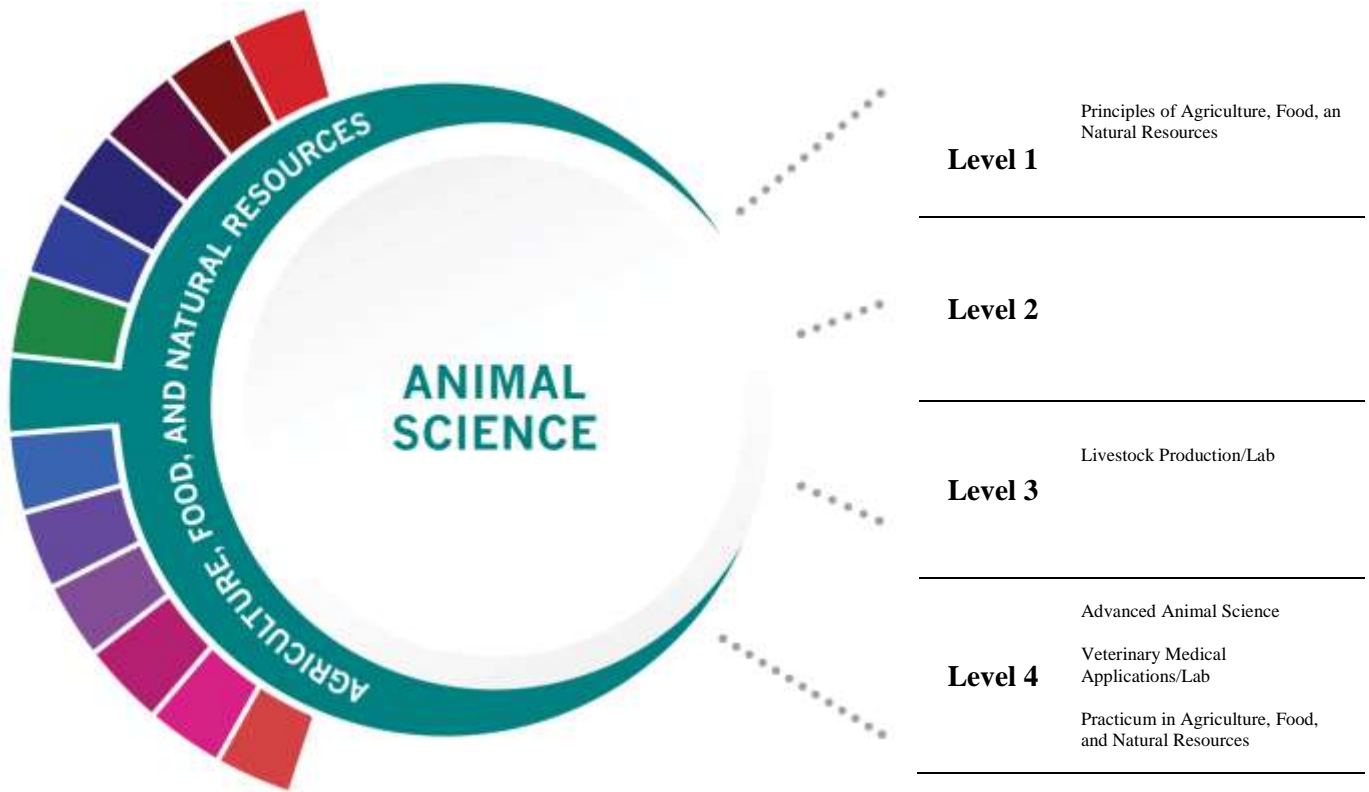 AGRICULTURE, FOOD, AND NATURAL RESOURCES
ANIMAL
SCIENCE
Level 1
Principles of Agriculture, Food, an
Natural Resources
Level 2
Level 3
Livestock Production/Lab
Level 4
Advanced Animal Science
Veterinary Medical
Applications/Lab
Practicum in Agriculture, Food,
and Natural Resources